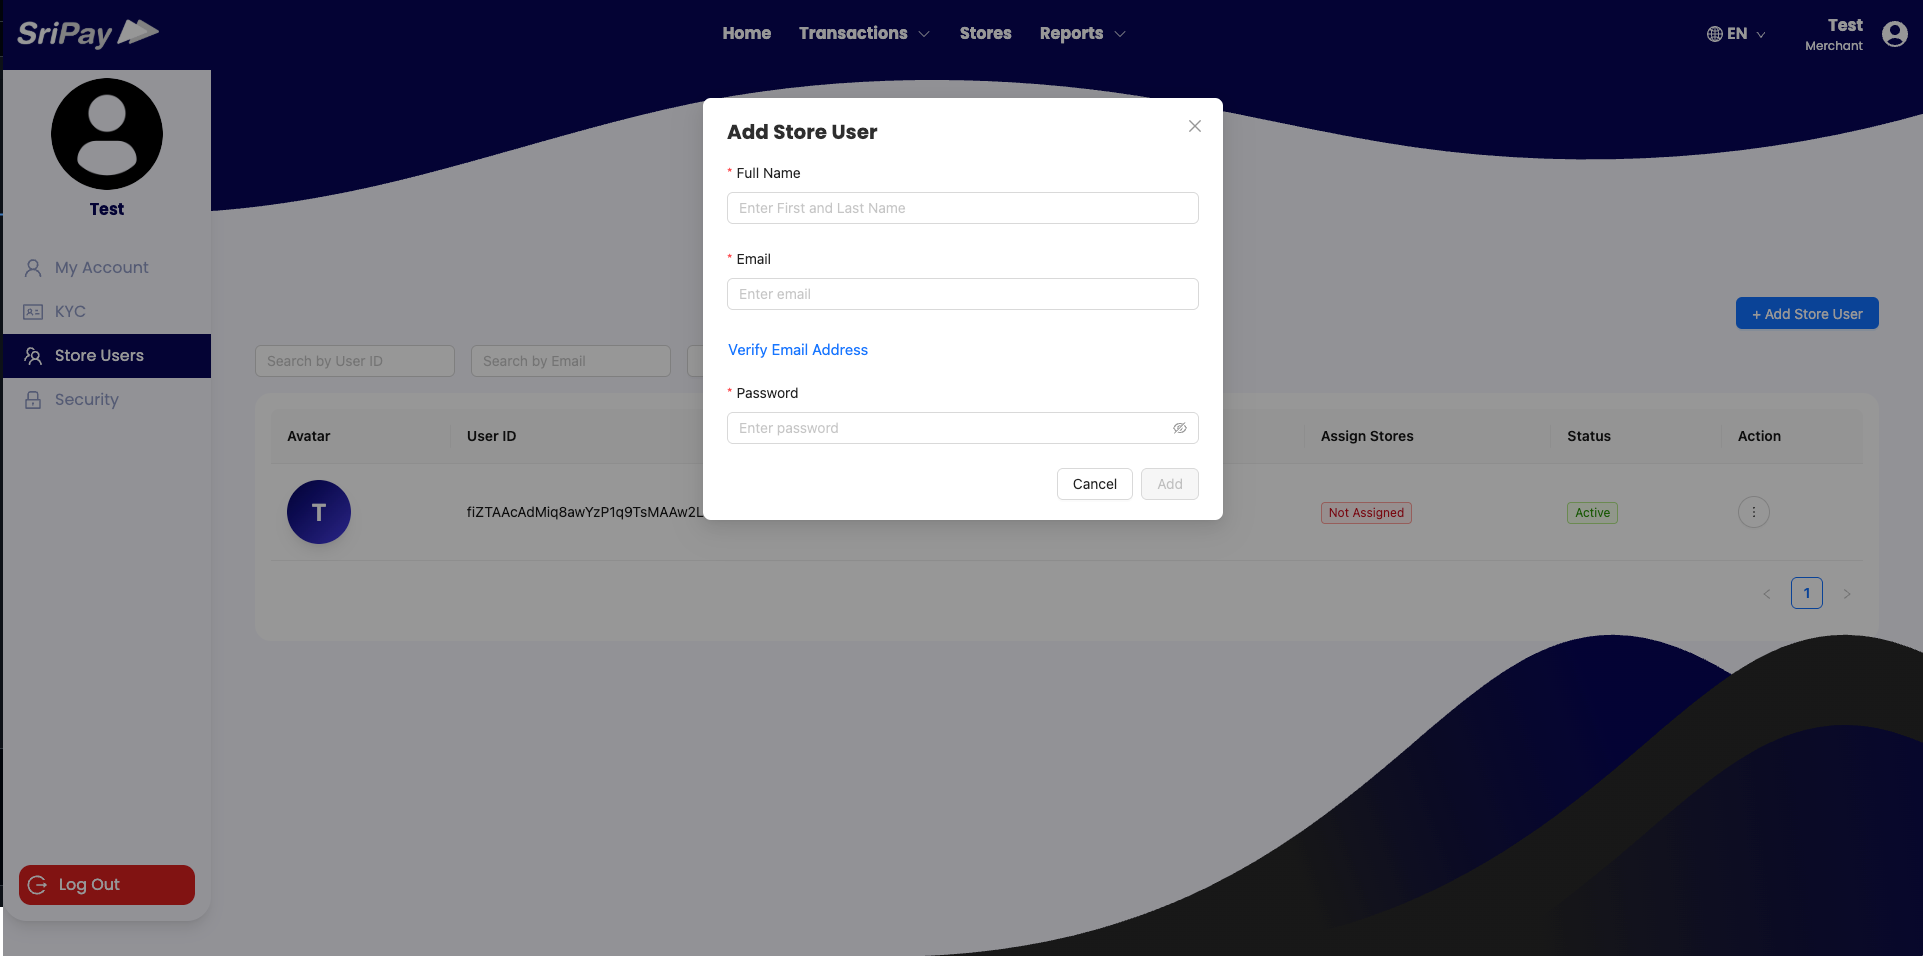 SriPay
Home Transactions Stores Reports
EN
Test
Merchant
Test
My Account
KYC
Store Users
Security
Log Out
+ Add Store User
Search by User ID Search by Email
Avatar User ID Assign Stores Status Action
T fiZTAAcAdMiq8awYzP1q9TsMAAw2L Not Assigned Active
1
Add Store User
* Full Name
Enter First and Last Name
* Email
Enter email
Verify Email Address
* Password
Enter password
Cancel Add